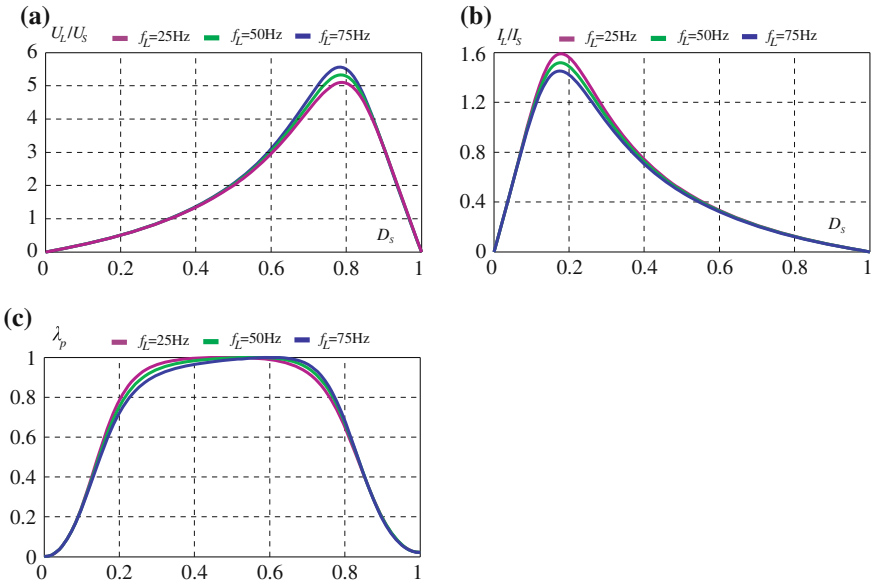 (a)
U_L/U_S f_L=25Hz f_L=50Hz f_L=75Hz
6
5
4
3
2
1
0
D_s
0 0.2 0.4 0.6 0.8 1
(b)
I_L/I_S f_L=25Hz f_L=50Hz f_L=75Hz
1.6
1.2
0.8
0.4
0
D_s
0 0.2 0.4 0.6 0.8 1
(c)
λ_p f_L=25Hz f_L=50Hz f_L=75Hz
1
0.8
0.6
0.4
0.2
0
0 0.2 0.4 0.6 0.8 1